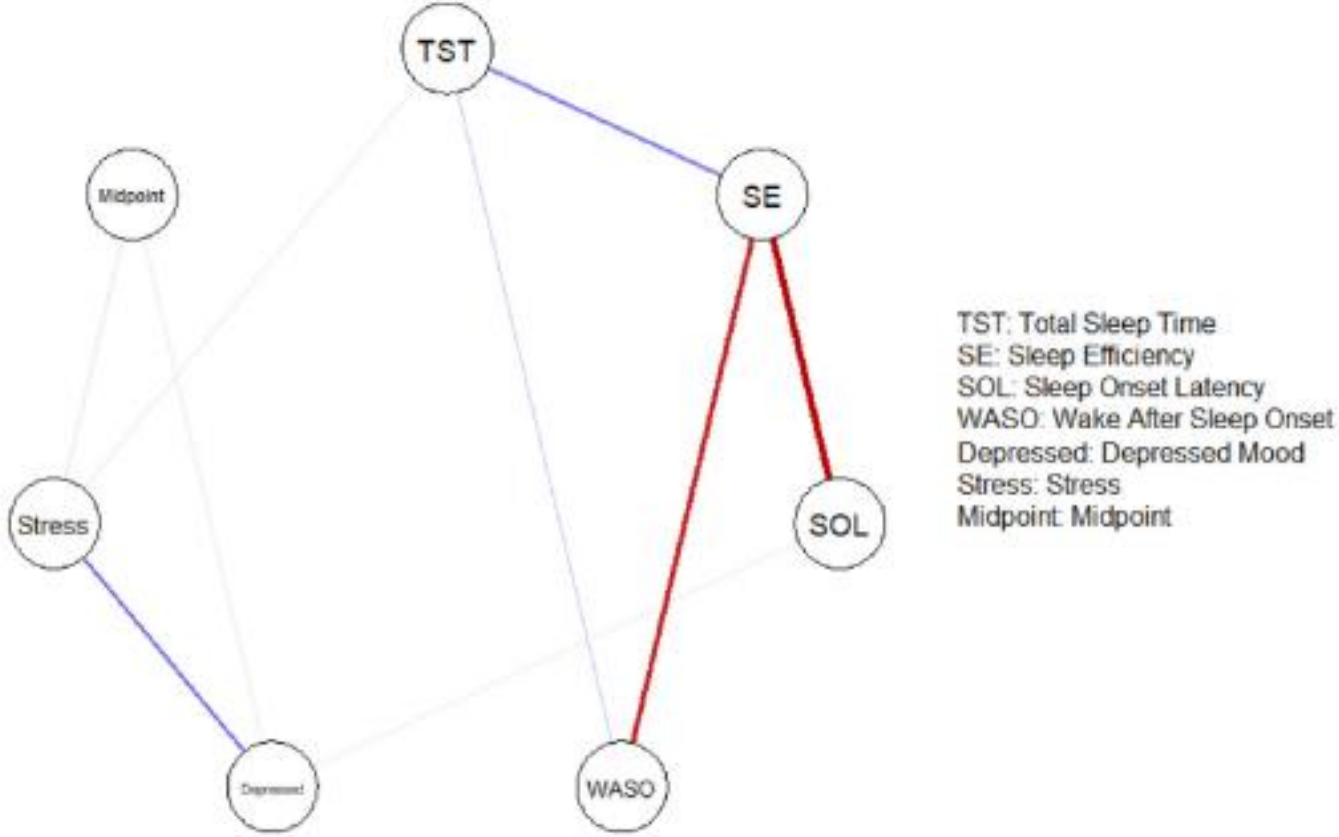 TST
Midpoint
SE
TST: Total Sleep Time
SE: Sleep Efficiency
SOL: Sleep Onset Latency
WASO: Wake After Sleep Onset
Depressed: Depressed Mood
Stress: Stress
Midpoint: Midpoint
Stress
SOL
Depressed
WASO